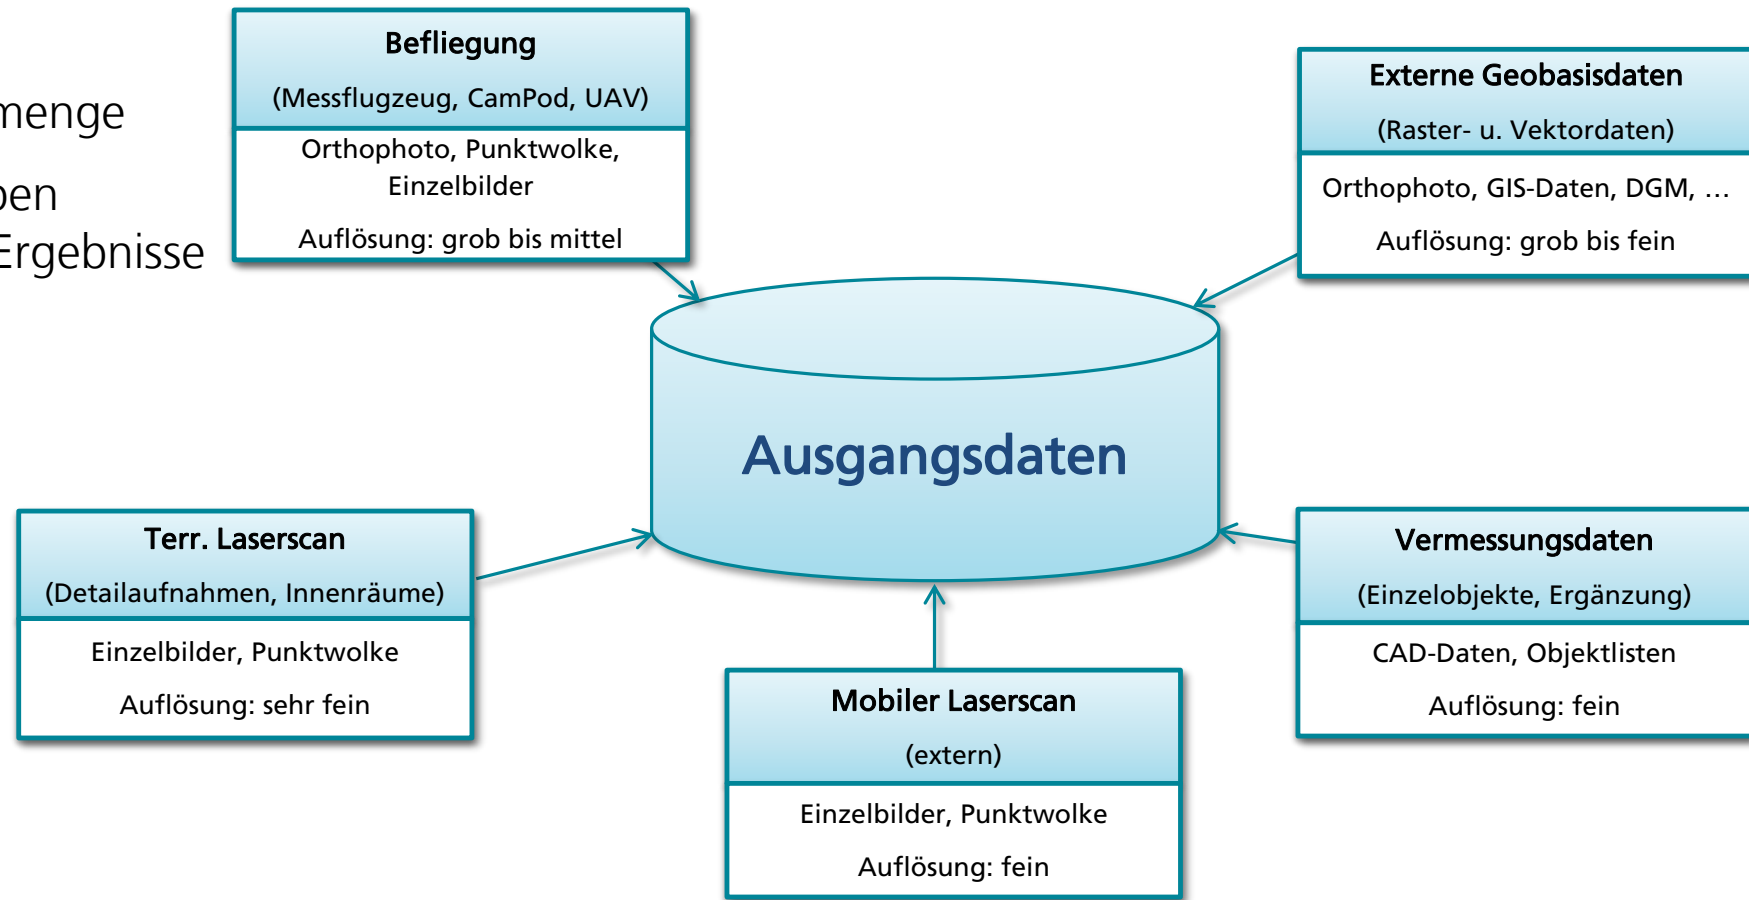 menge
Ergebnisse
Befliegung
(Messflugzeug, CamPod, UAV)
Orthophoto, Punktwolke,
Einzelbilder
Auflösung: grob bis mittel
Externe Geobasisdaten
(Raster- u. Vektordaten)
Orthophoto, GIS-Daten, DGM, …
Auflösung: grob bis fein
Ausgangsdaten
Terr. Laserscan
(Detailaufnahmen, Innenräume)
Einzelbilder, Punktwolke
Auflösung: sehr fein
Mobiler Laserscan
(extern)
Einzelbilder, Punktwolke
Auflösung: fein
Vermessungsdaten
(Einzelobjekte, Ergänzung)
CAD-Daten, Objektlisten
Auflösung: fein